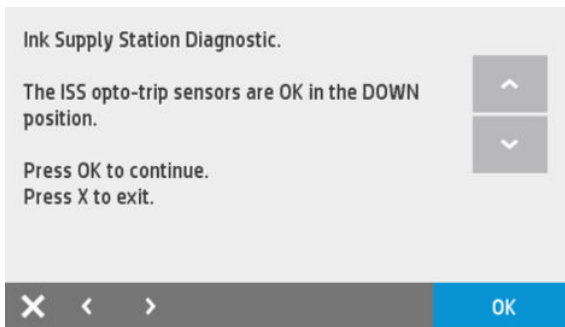 Ink Supply Station Diagnostic.
The ISS opto-trip sensors are OK in the DOWN
position.
Press OK to continue.
Press X to exit.
OK